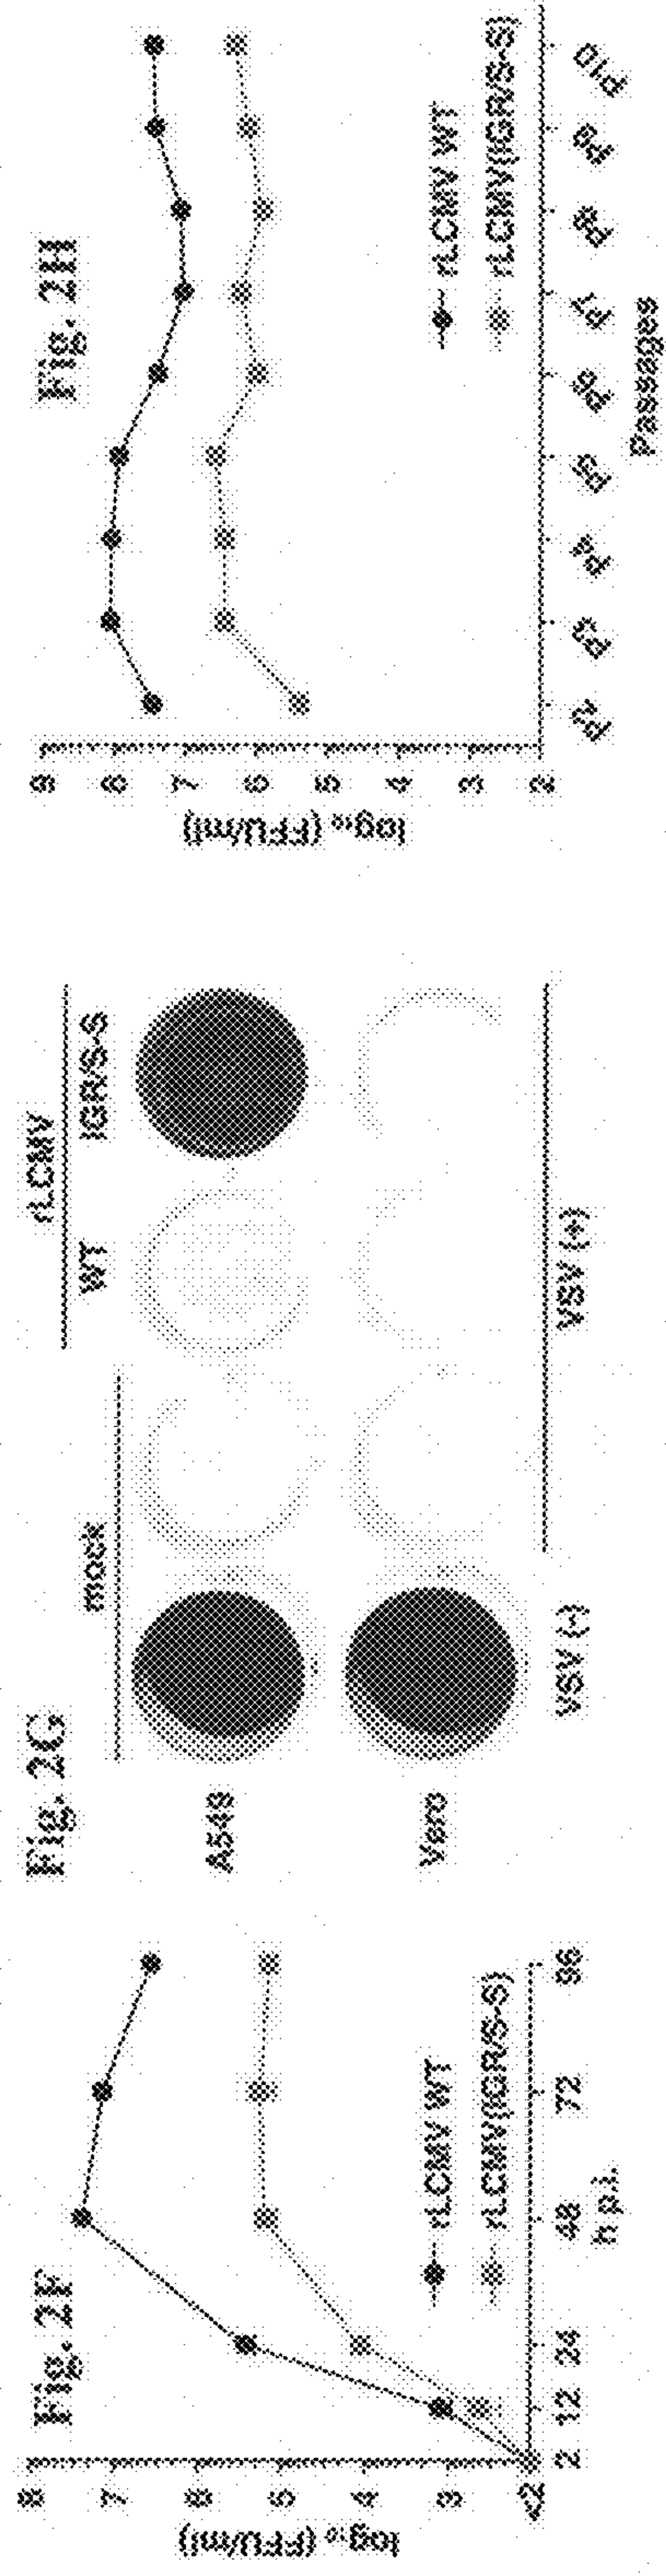 Fig. 2F
log₁₀ (FFU/ml)
8
7
6
5
4
3
<2
2
12
24
48
72
96
h p.i.
rLCMV WT
rLCMV(IGR/S-S)
Fig. 2G
mock
rLCMV
WT
IGR/S-S
A549
Vero
VSV (-)
VSV (+)
Fig. 2H
log₁₀ (FFU/ml)
9
8
7
6
5
4
3
2
P2
P3
P4
P5
P6
P7
P8
P9
P10
Passages
rLCMV WT
rLCMV(IGR/S-S)